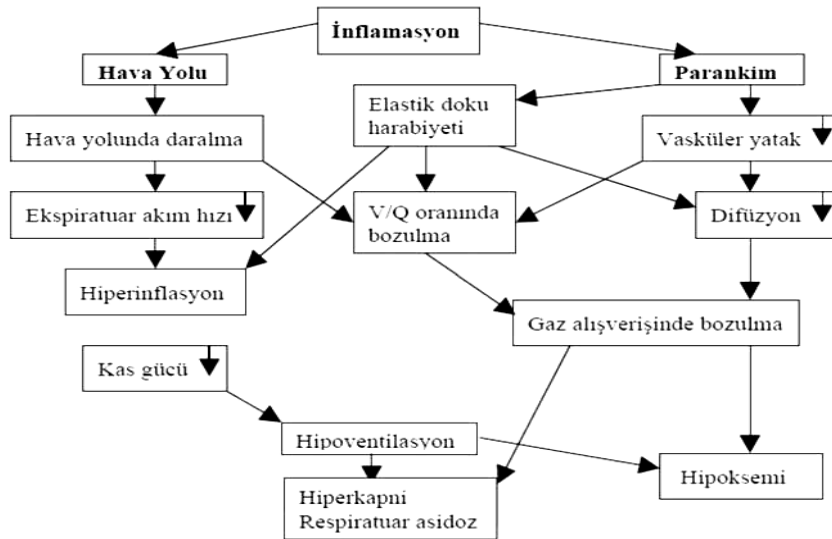 İnflamasyon
Hava Yolu
Parankim
Elastik doku
harabiyeti
Hava yolunda daralma
Vasküler yatak
Ekspiratuar akım hızı
V/Q oranında
bozulma
Difüzyon
Hiperinflasyon
Gaz alışverişinde bozulma
Kas gücü
Hipoventilasyon
Hipoksemi
Hiperkapni
Respiratuar asidoz